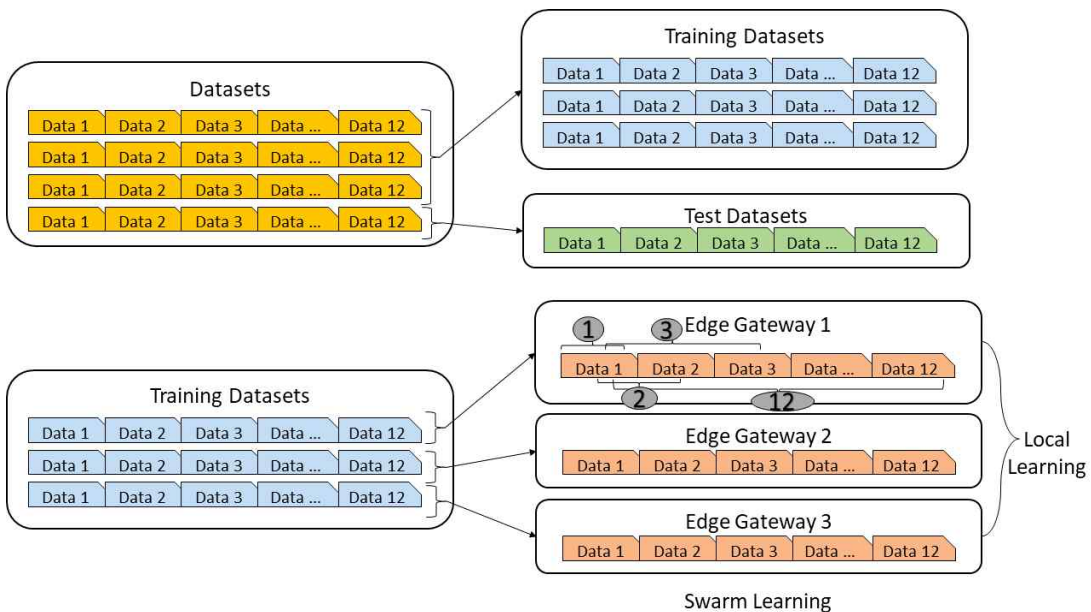 Datasets
Data 1 Data 2 Data 3 Data ... Data 12
Data 1 Data 2 Data 3 Data ... Data 12
Data 1 Data 2 Data 3 Data ... Data 12
Data 1 Data 2 Data 3 Data ... Data 12
Training Datasets
Data 1 Data 2 Data 3 Data ... Data 12
Data 1 Data 2 Data 3 Data ... Data 12
Data 1 Data 2 Data 3 Data ... Data 12
Test Datasets
Data 1 Data 2 Data 3 Data ... Data 12
Training Datasets
Data 1 Data 2 Data 3 Data ... Data 12
Data 1 Data 2 Data 3 Data ... Data 12
Data 1 Data 2 Data 3 Data ... Data 12
Edge Gateway 1
1 3
Data 1 Data 2 Data 3 Data ... Data 12
2 12
Edge Gateway 2
Data 1 Data 2 Data 3 Data ... Data 12
Edge Gateway 3
Data 1 Data 2 Data 3 Data ... Data 12
Local
Learning
Swarm Learning